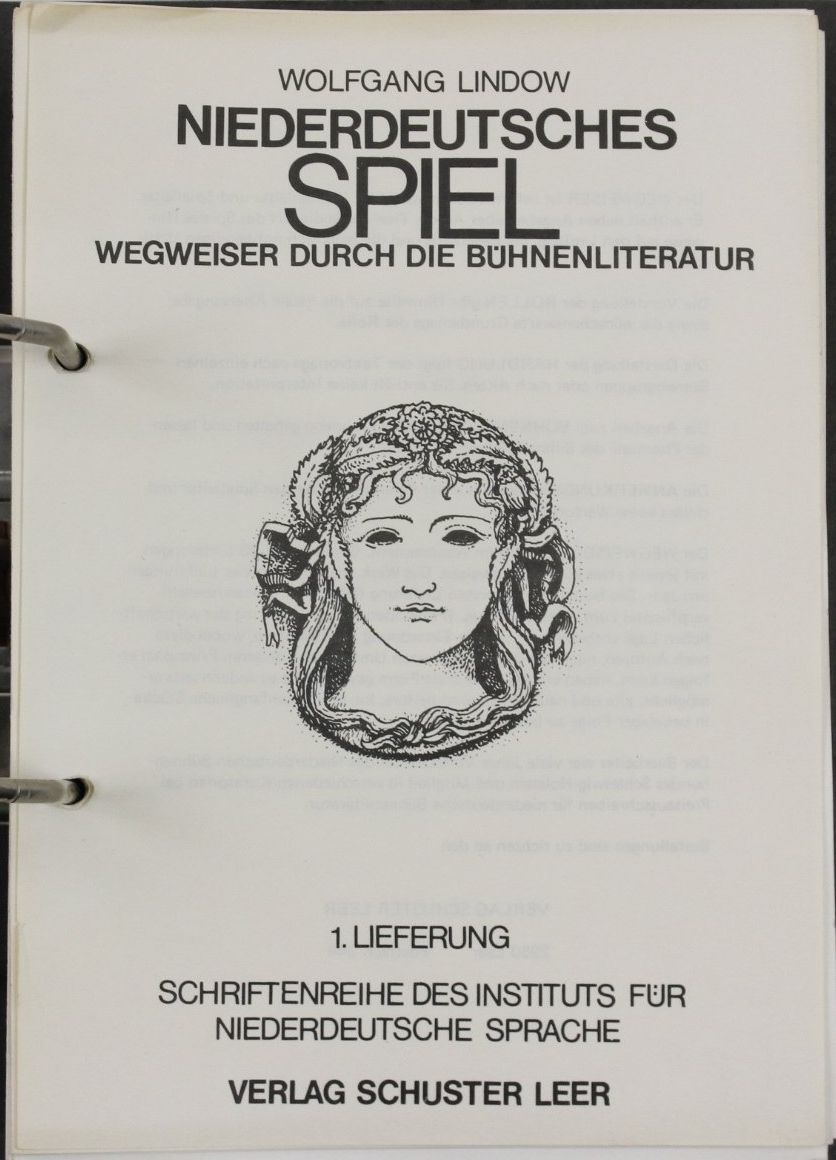 WOLFGANG LINDOW
NIEDERDEUTSCHES
SPIEL
WEGWEISER DURCH DIE BÜHNENLITERATUR
1. LIEFERUNG
SCHRIFTENREIHE DES INSTITUTS FÜR
NIEDERDEUTSCHE SPRACHE
VERLAG SCHUSTER LEER